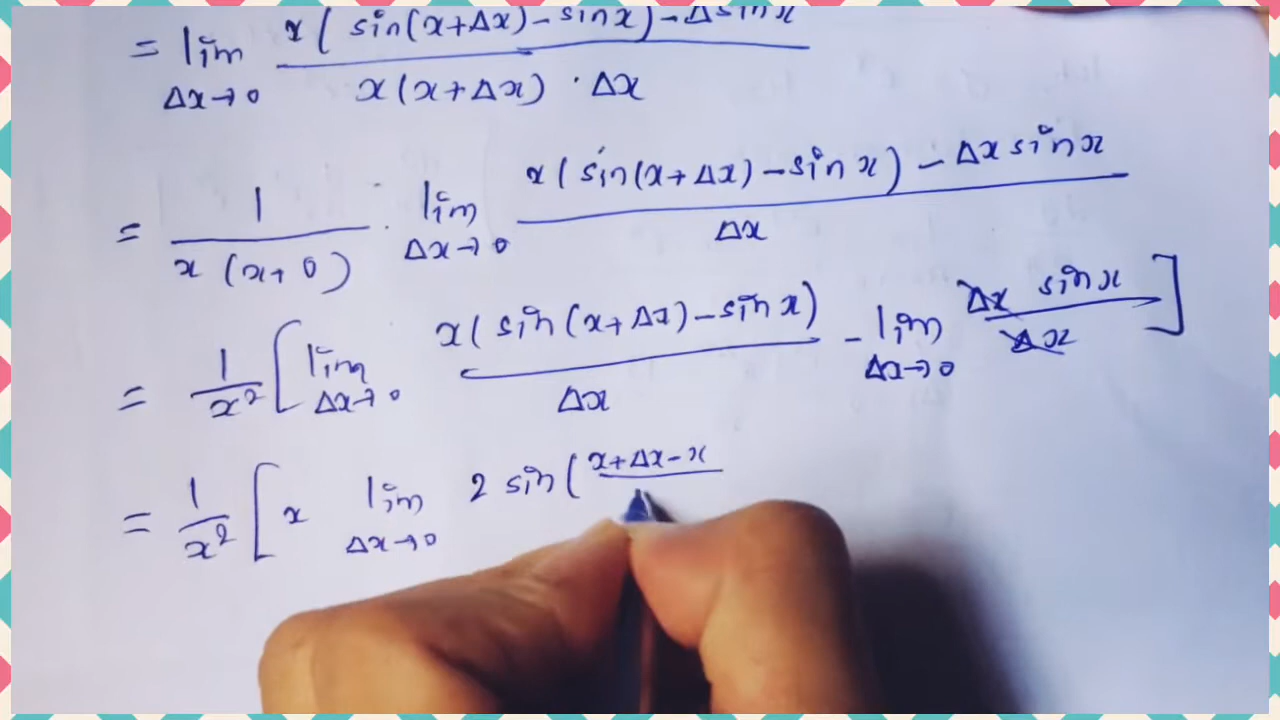 = lim Δx→0 x( sin(x+Δx) - sin x) - Δ sin x / x(x+Δx) · Δx
= 1 / x (x+0) · lim Δx→0 x( sin(x+Δx) - sin x) - Δx sin x / Δx
= 1/x² [ lim Δx→0 x( sin(x+Δx) - sin x) / Δx - lim Δx→0 Δx sin x / Δx ]
= 1/x² [ x lim Δx→0 2 sin( x+Δx-x